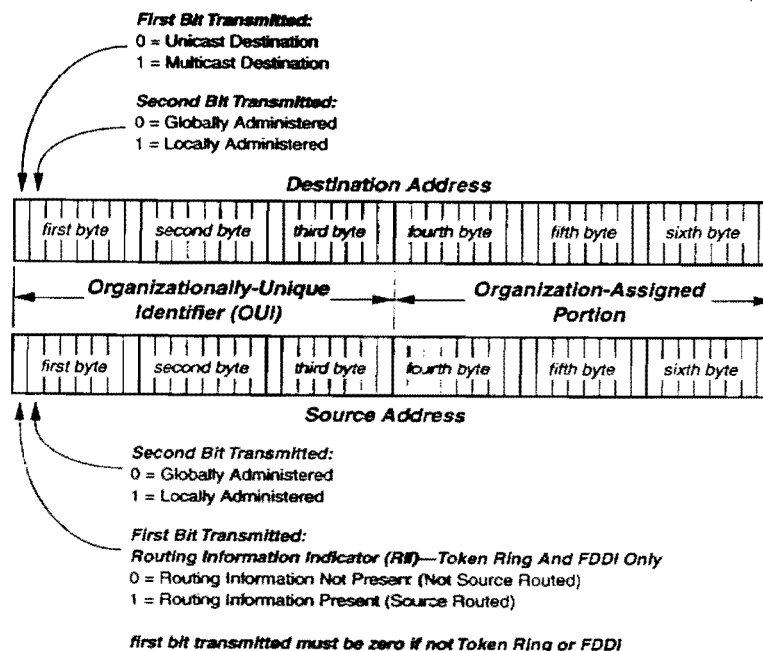 First Bit Transmitted:
0 = Unicast Destination
1 = Multicast Destination
Second Bit Transmitted:
0 = Globally Administered
1 = Locally Administered
Destination Address
first byte second byte third byte fourth byte fifth byte sixth byte
Organizationally-Unique Identifier (OUI)
Organization-Assigned Portion
first byte second byte third byte fourth byte fifth byte sixth byte
Source Address
Second Bit Transmitted:
0 = Globally Administered
1 = Locally Administered
First Bit Transmitted:
Routing Information Indicator (RII)—Token Ring And FDDI Only
0 = Routing Information Not Present (Not Source Routed)
1 = Routing Information Present (Source Routed)
first bit transmitted must be zero if not Token Ring or FDDI